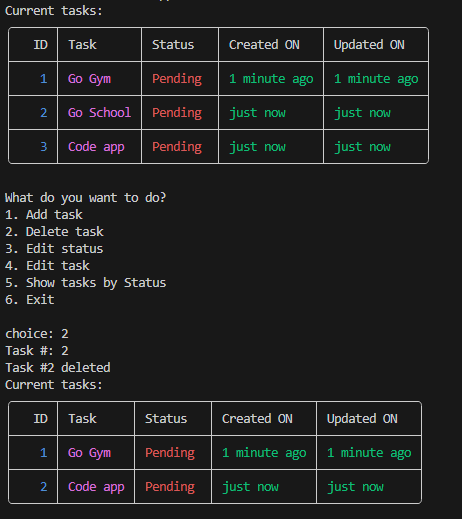 Current tasks:
ID Task Status Created ON Updated ON
1 Go Gym Pending 1 minute ago 1 minute ago
2 Go School Pending just now just now
3 Code app Pending just now just now
What do you want to do?
1. Add task
2. Delete task
3. Edit status
4. Edit task
5. Show tasks by Status
6. Exit
choice: 2
Task #: 2
Task #2 deleted
Current tasks:
ID Task Status Created ON Updated ON
1 Go Gym Pending 1 minute ago 1 minute ago
2 Code app Pending just now just now